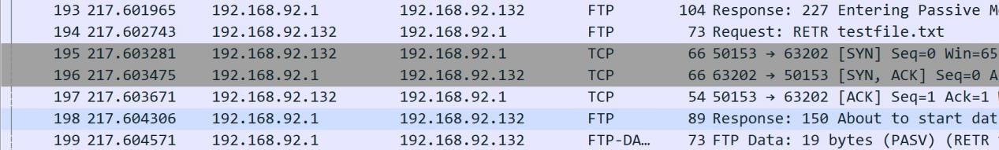 193 217.601965 192.168.92.1 192.168.92.132 FTP 104 Response: 227 Entering Passive M
194 217.602743 192.168.92.132 192.168.92.1 FTP 73 Request: RETR testfile.txt
195 217.603281 192.168.92.132 192.168.92.1 TCP 66 50153 → 63202 [SYN] Seq=0 Win=65
196 217.603475 192.168.92.1 192.168.92.132 TCP 66 63202 → 50153 [SYN, ACK] Seq=0 A
197 217.603671 192.168.92.132 192.168.92.1 TCP 54 50153 → 63202 [ACK] Seq=1 Ack=1
198 217.604306 192.168.92.1 192.168.92.132 FTP 89 Response: 150 About to start dat
199 217.604571 192.168.92.1 192.168.92.132 FTP-DA… 73 FTP Data: 19 bytes (PASV) (RETR